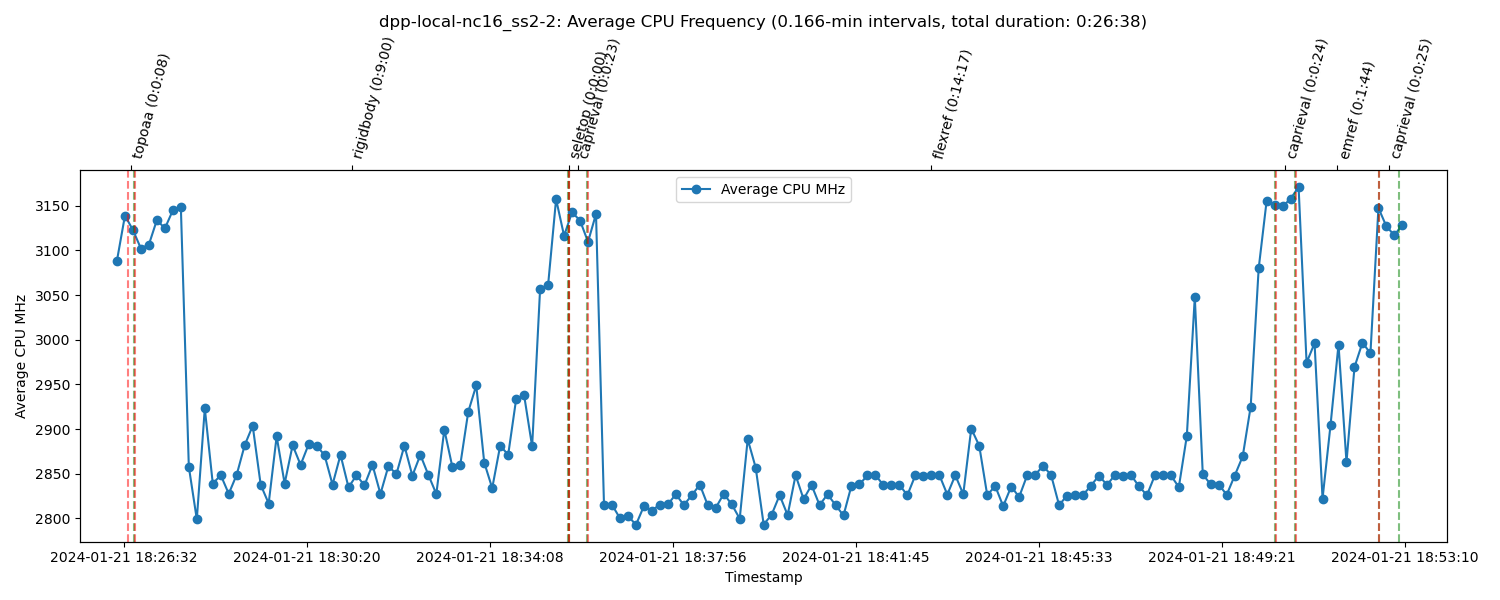 dpp-local-nc16_ss2-2: Average CPU Frequency (0.166-min intervals, total duration: 0:26:38)
topoaa (0:0:08)
rigidbody (0:9:00)
seletop (0:0:00)
caprieval (0:0:23)
flexref (0:14:17)
caprieval (0:0:24)
emref (0:1:44)
caprieval (0:0:25)
Average CPU MHz
3150
3100
3050
3000
2950
2900
2850
2800
Average CPU MHz
2024-01-21 18:26:32
2024-01-21 18:30:20
2024-01-21 18:34:08
2024-01-21 18:37:56
2024-01-21 18:41:45
2024-01-21 18:45:33
2024-01-21 18:49:21
2024-01-21 18:53:10
Timestamp